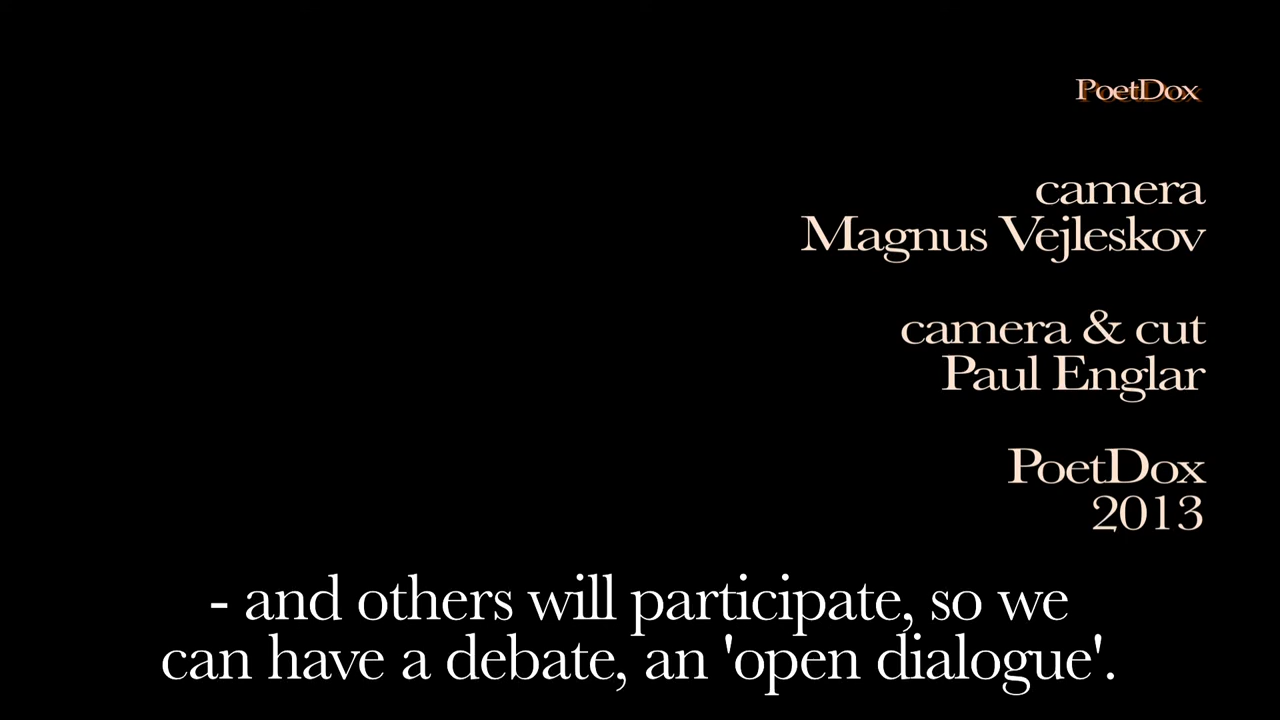 PoetDox
camera
Magnus Vejleskov
camera & cut
Paul Englar
PoetDox
2013
- and others will participate, so we
can have a debate, an 'open dialogue'.